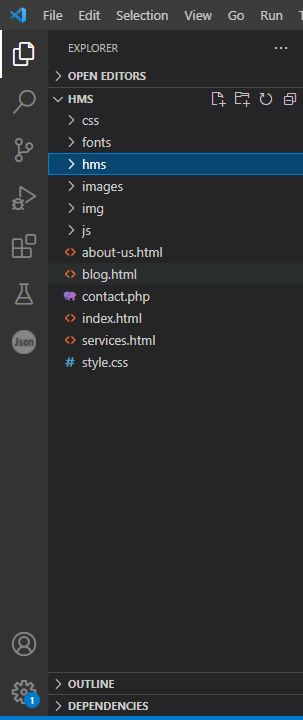 File Edit Selection View Go Run T
EXPLORER
OPEN EDITORS
HMS
css
fonts
hms
images
img
js
about-us.html
blog.html
contact.php
index.html
services.html
# style.css
Json
1
OUTLINE
DEPENDENCIES